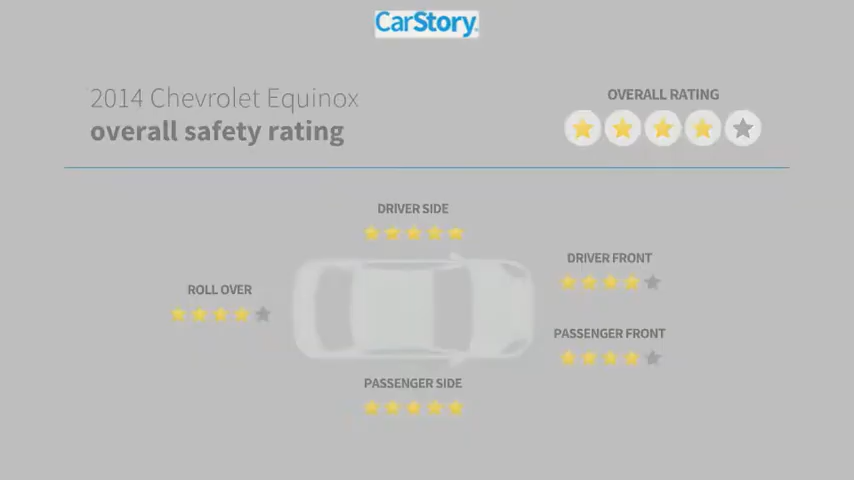 CarStory.
2014 Chevrolet Equinox
overall safety rating
OVERALL RATING
DRIVER SIDE
DRIVER FRONT
ROLL OVER
PASSENGER FRONT
PASSENGER SIDE